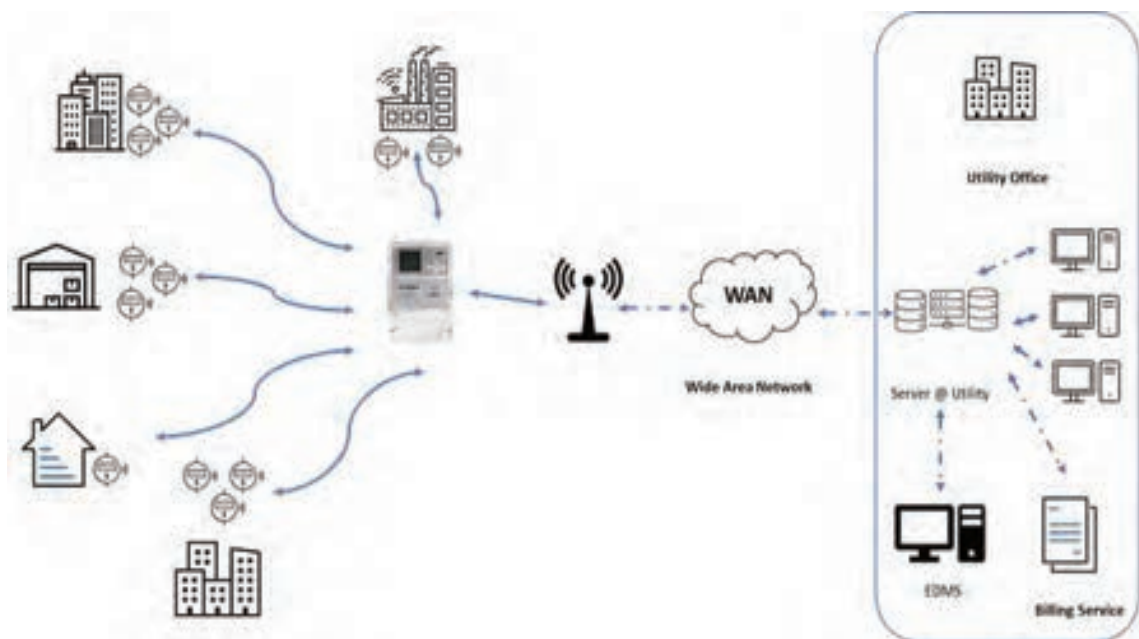 Utility Office
WAN
Wide Area Network
Server @ Utility
EDMS
Billing Service